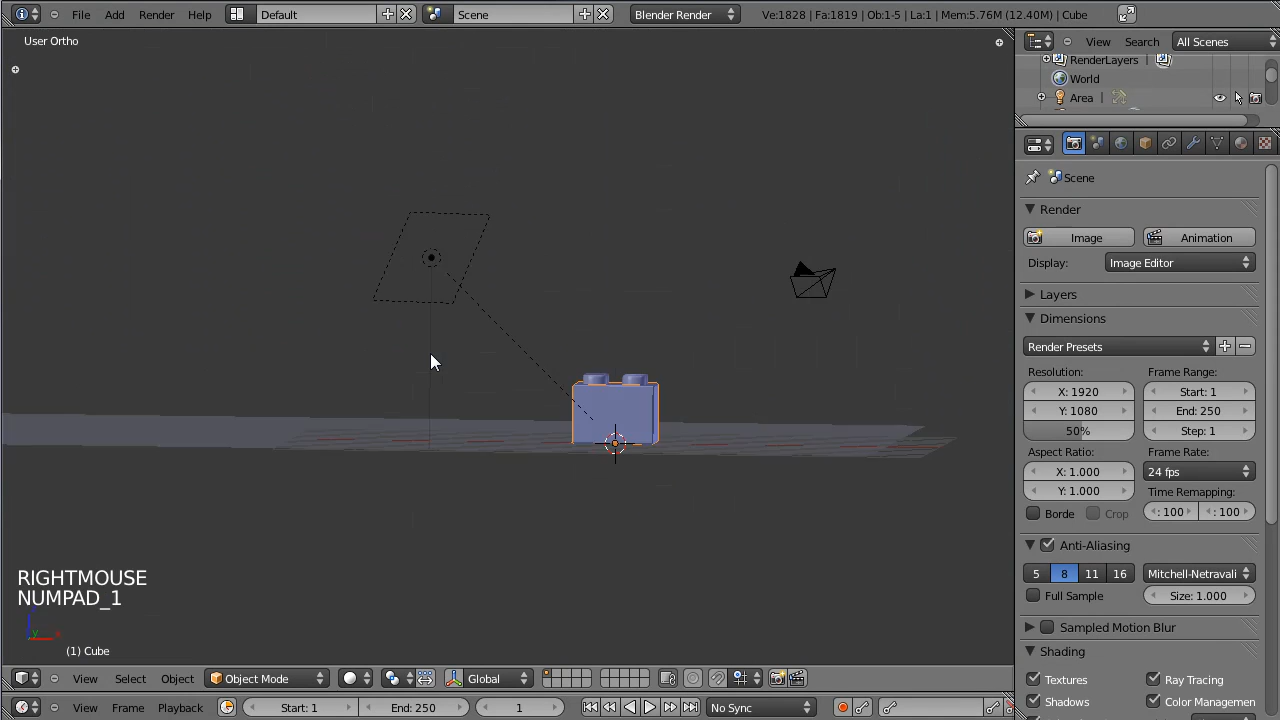 File Add Render Help Default Scene Blender Render Ve:1828 | Fa:1819 | Ob:1-5 | La:1 | Mem:5.76M (12.40M) | Cube
User Ortho
View Search All Scenes
RenderLayers |
World
Area |
Scene
Render
Image Animation
Display: Image Editor
Layers
Dimensions
Render Presets
Resolution: Frame Range:
X: 1920 Start: 1
Y: 1080 End: 250
50% Step: 1
Aspect Ratio: Frame Rate:
X: 1.000 24 fps
Y: 1.000 Time Remapping:
Borde Crop : 100 : 100
Anti-Aliasing
5 8 11 16 Mitchell-Netravali
Full Sample Size: 1.000
Sampled Motion Blur
Shading
Textures Ray Tracing
Shadows Color Managemen
RIGHTMOUSE
NUMPAD_1
y x
(1) Cube
View Select Object Object Mode Global
View Frame Playback Start: 1 End: 250 1 No Sync